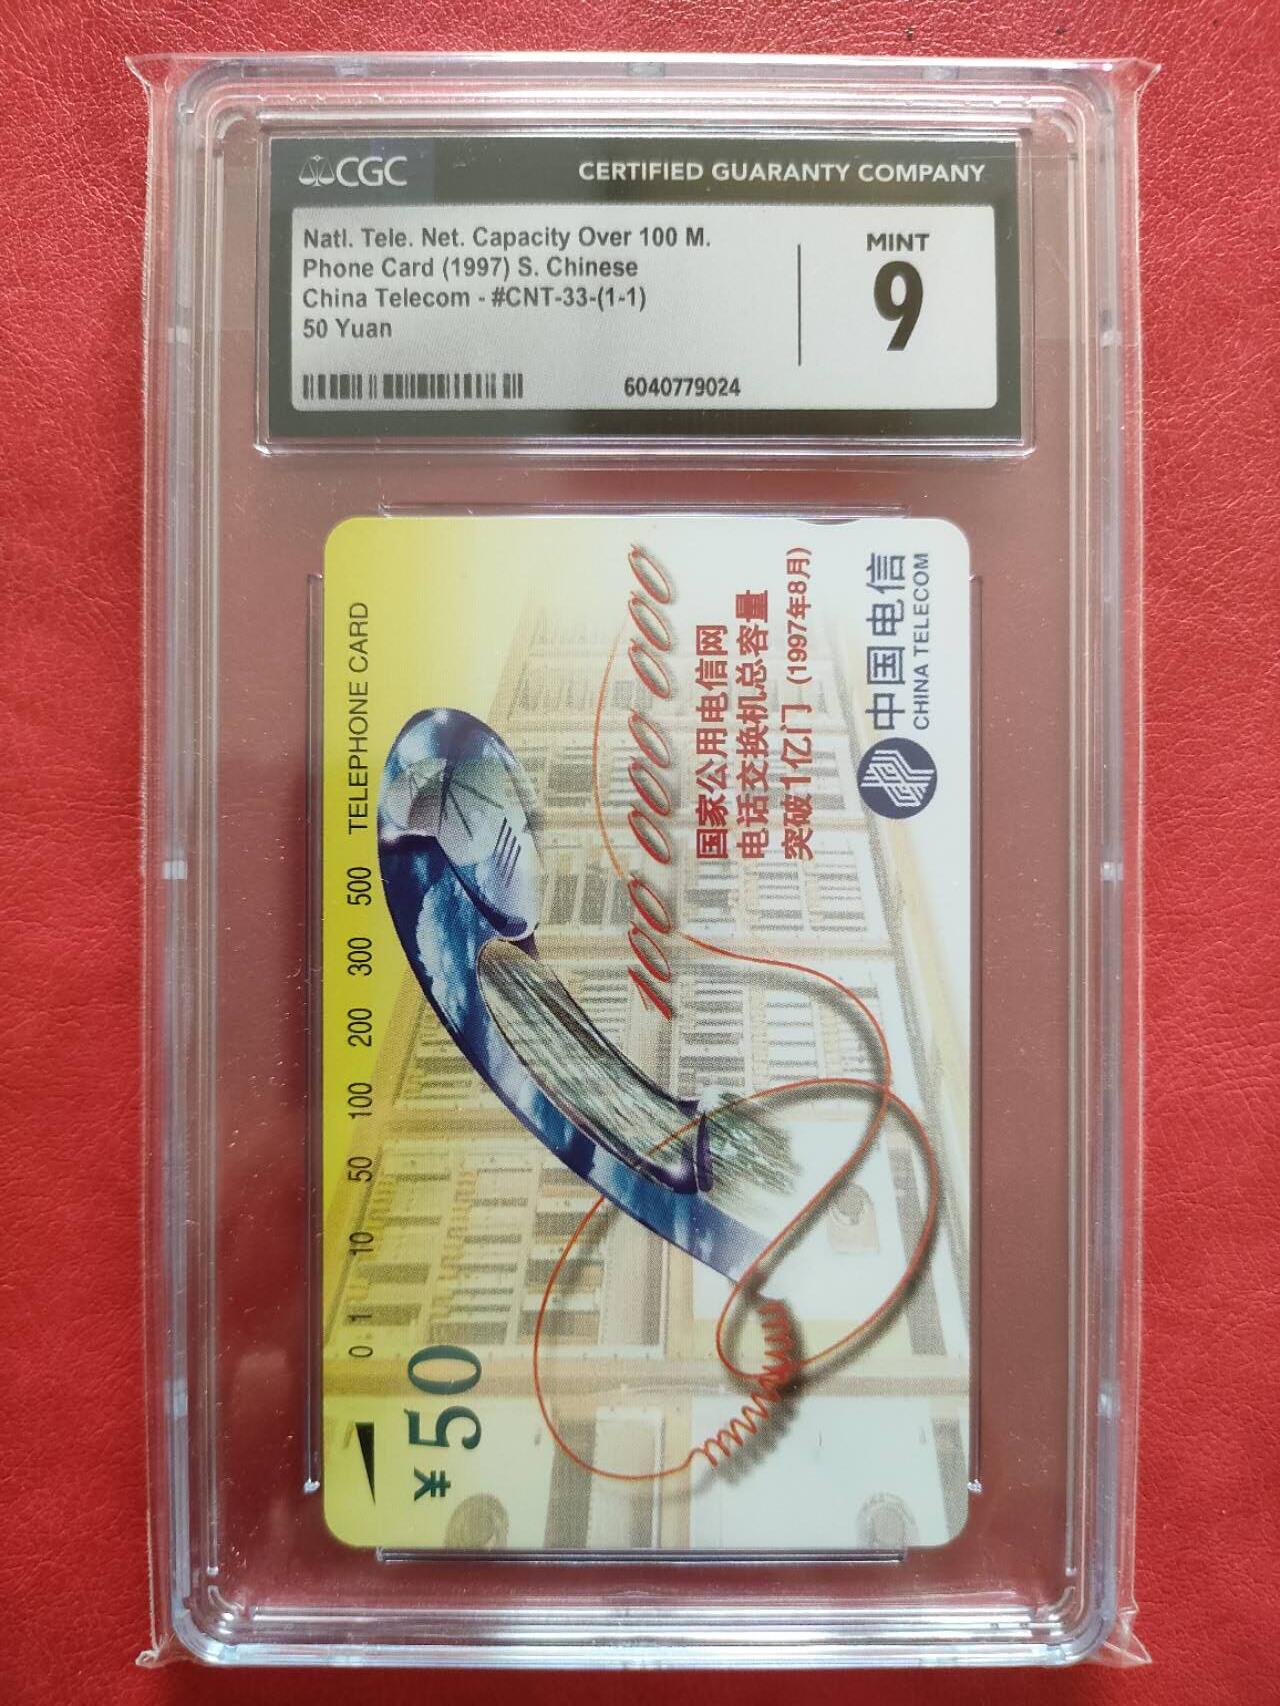 CGC
CERTIFIED GUARANTY COMPANY
Natl. Tele. Net. Capacity Over 100 M.
Phone Card (1997) S. Chinese
China Telecom - #CNT-33-(1-1)
50 Yuan
6040779024
MINT
9
0 : 1 10 50 100 200 300 500 TELEPHONE CARD
¥50
100 000 000
国家公用电信网
电话交换机总容量
突破1亿门 (1997年8月)
中国电信
CHINA TELECOM